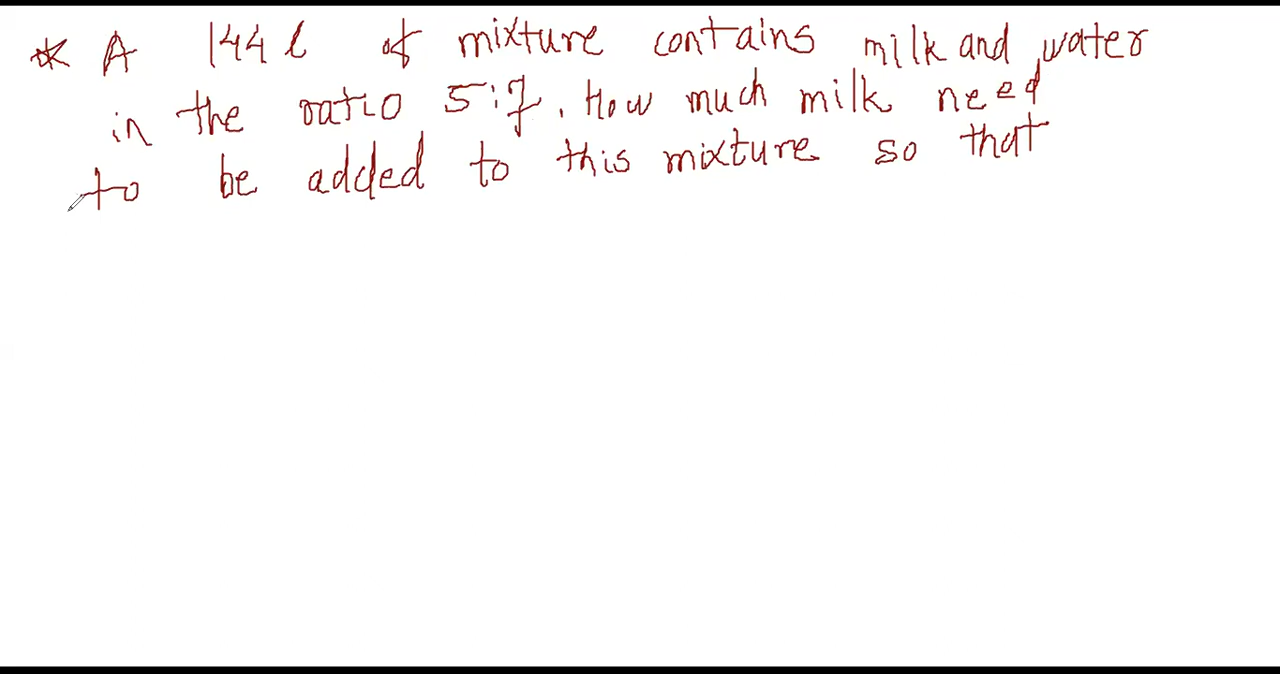 * A 144 l of mixture contains milk and water
in the ratio 5:7. How much milk need
to be added to this mixture so that